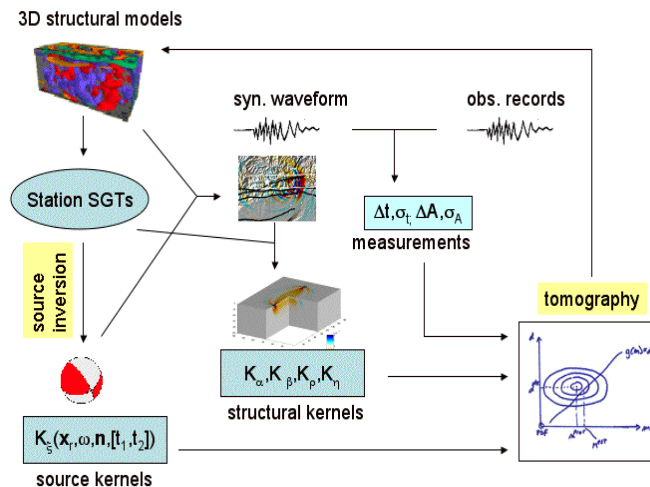 3D structural models
syn. waveform
obs. records
Station SGTs
Δt,σt; ΔA,σA
measurements
source
inversion
tomography
Kα,Kβ,Kρ,Kη
structural kernels
Kξ(xr,ω,n,[t1,t2])
source kernels